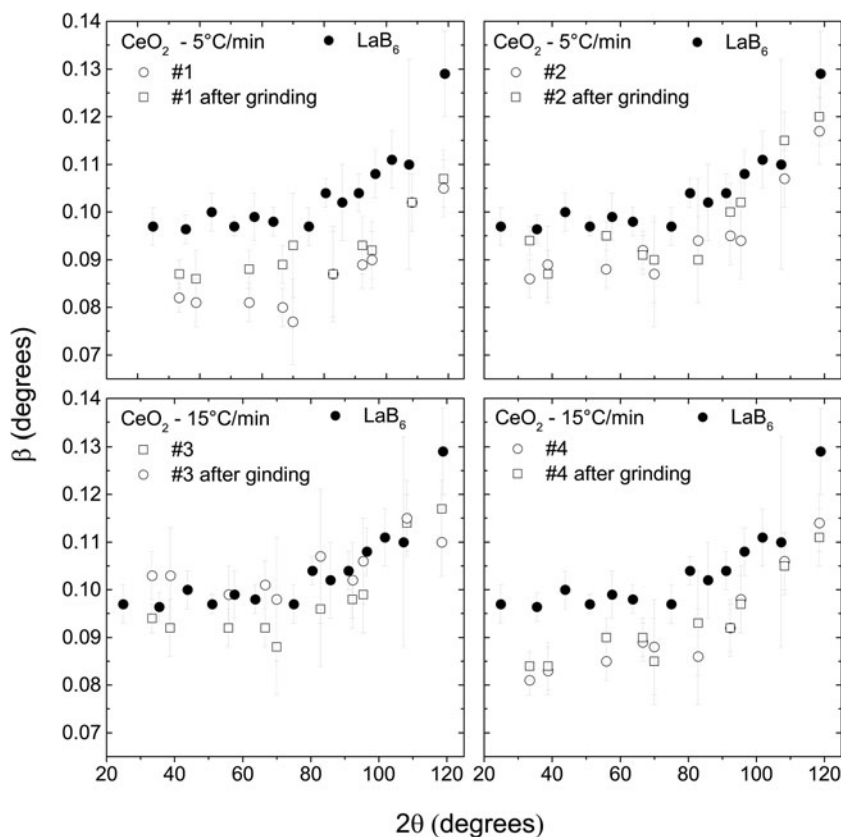 0.14
0.13
0.12
0.11
0.10
0.09
0.08
0.07
CeO2 - 5°C/min
LaB6
#1
#1 after grinding
CeO2 - 5°C/min
LaB6
#2
#2 after grinding
β (degrees)
0.14
0.13
0.12
0.11
0.10
0.09
0.08
0.07
CeO2 - 15°C/min
LaB6
#3
#3 after ginding
CeO2 - 15°C/min
LaB6
#4
#4 after grinding
20 40 60 80 100 120 20 40 60 80 100 120
2θ (degrees)